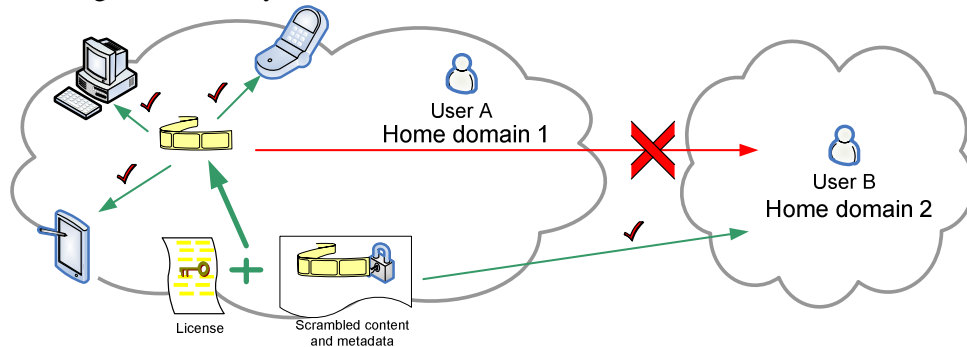 User A
Home domain 1
User B
Home domain 2
License
Scrambled content
and metadata